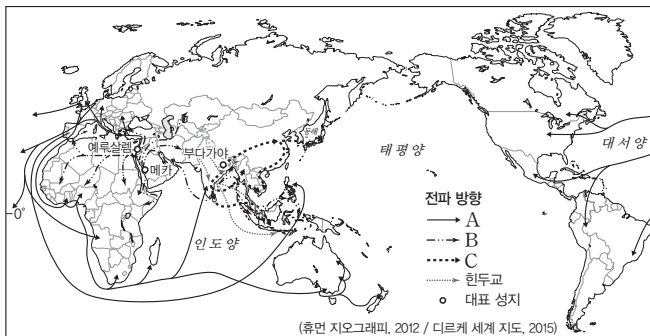 예루살렘
부다가야
메카
동해
태평양
대서양
인도양
0°
전파 방향
A
B
C
힌두교
대표 성지
(휴먼 지오그래피, 2012 / 디르케 세계 지도, 2015)